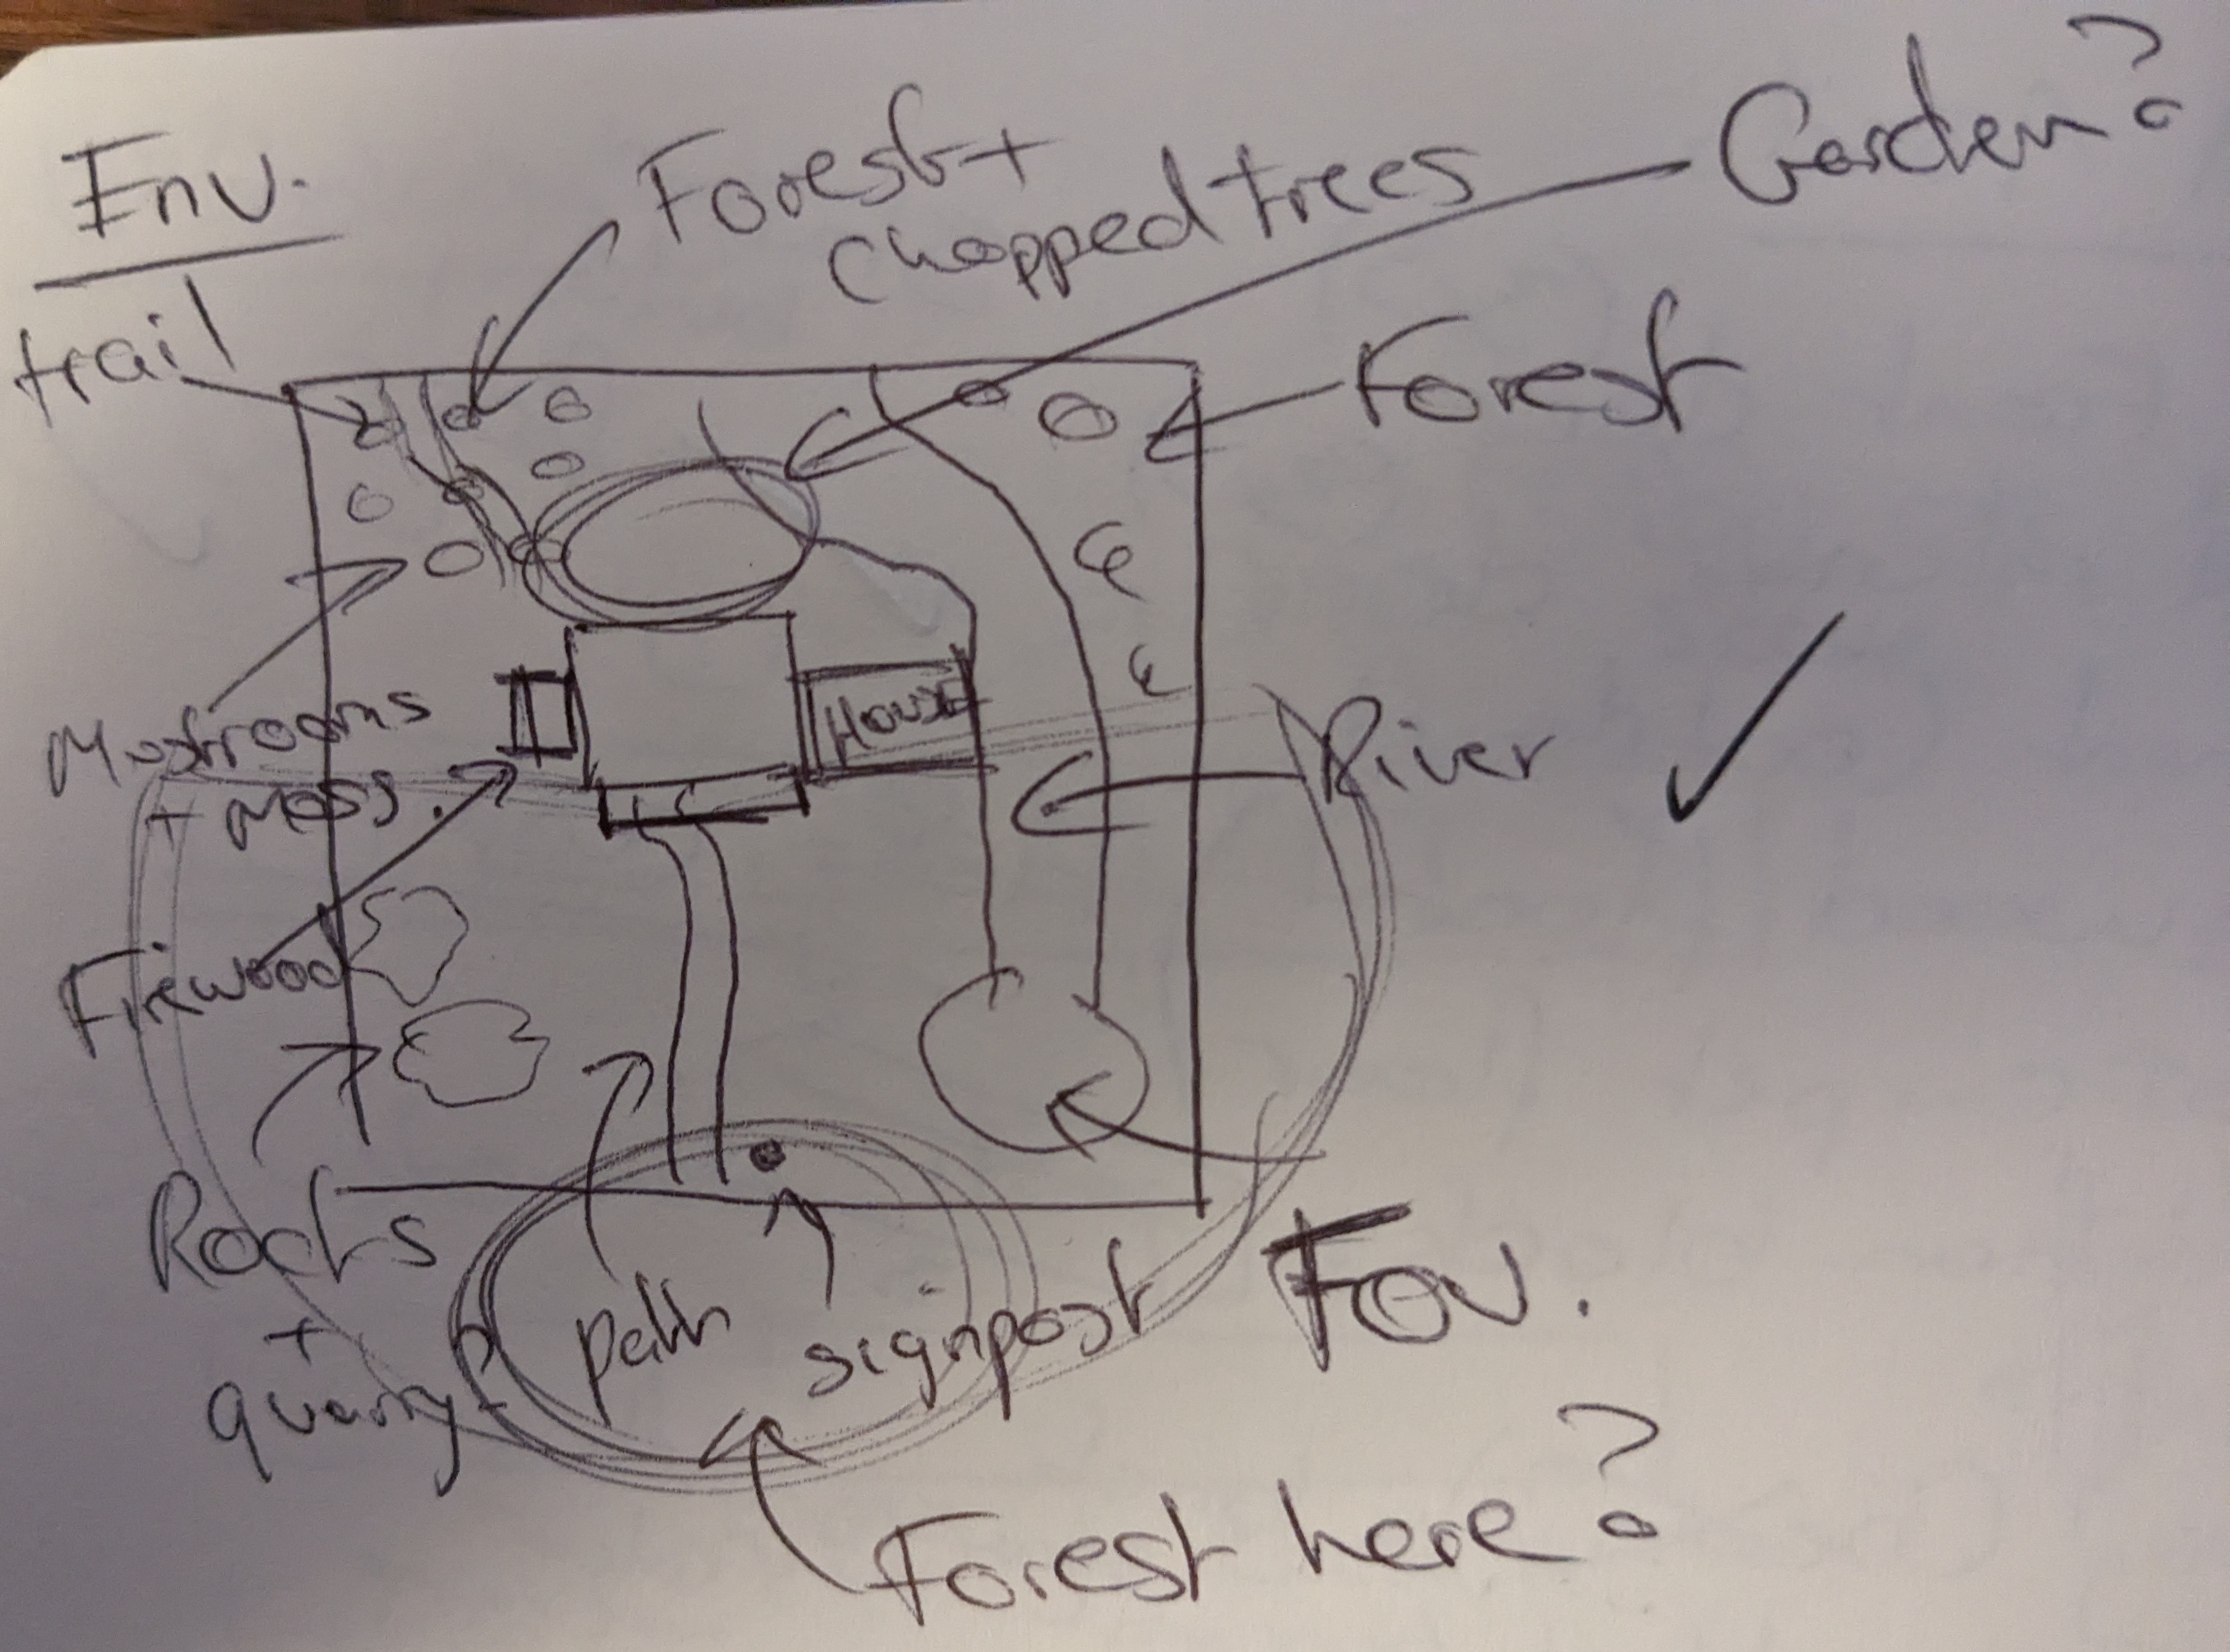 Env.
Forest +
chopped trees
Garden?
trail
Forest
House
Mushrooms
+ moss.
River
Firewood
Rocks
+
quarry
path
signpost
Fov.
Forest here?